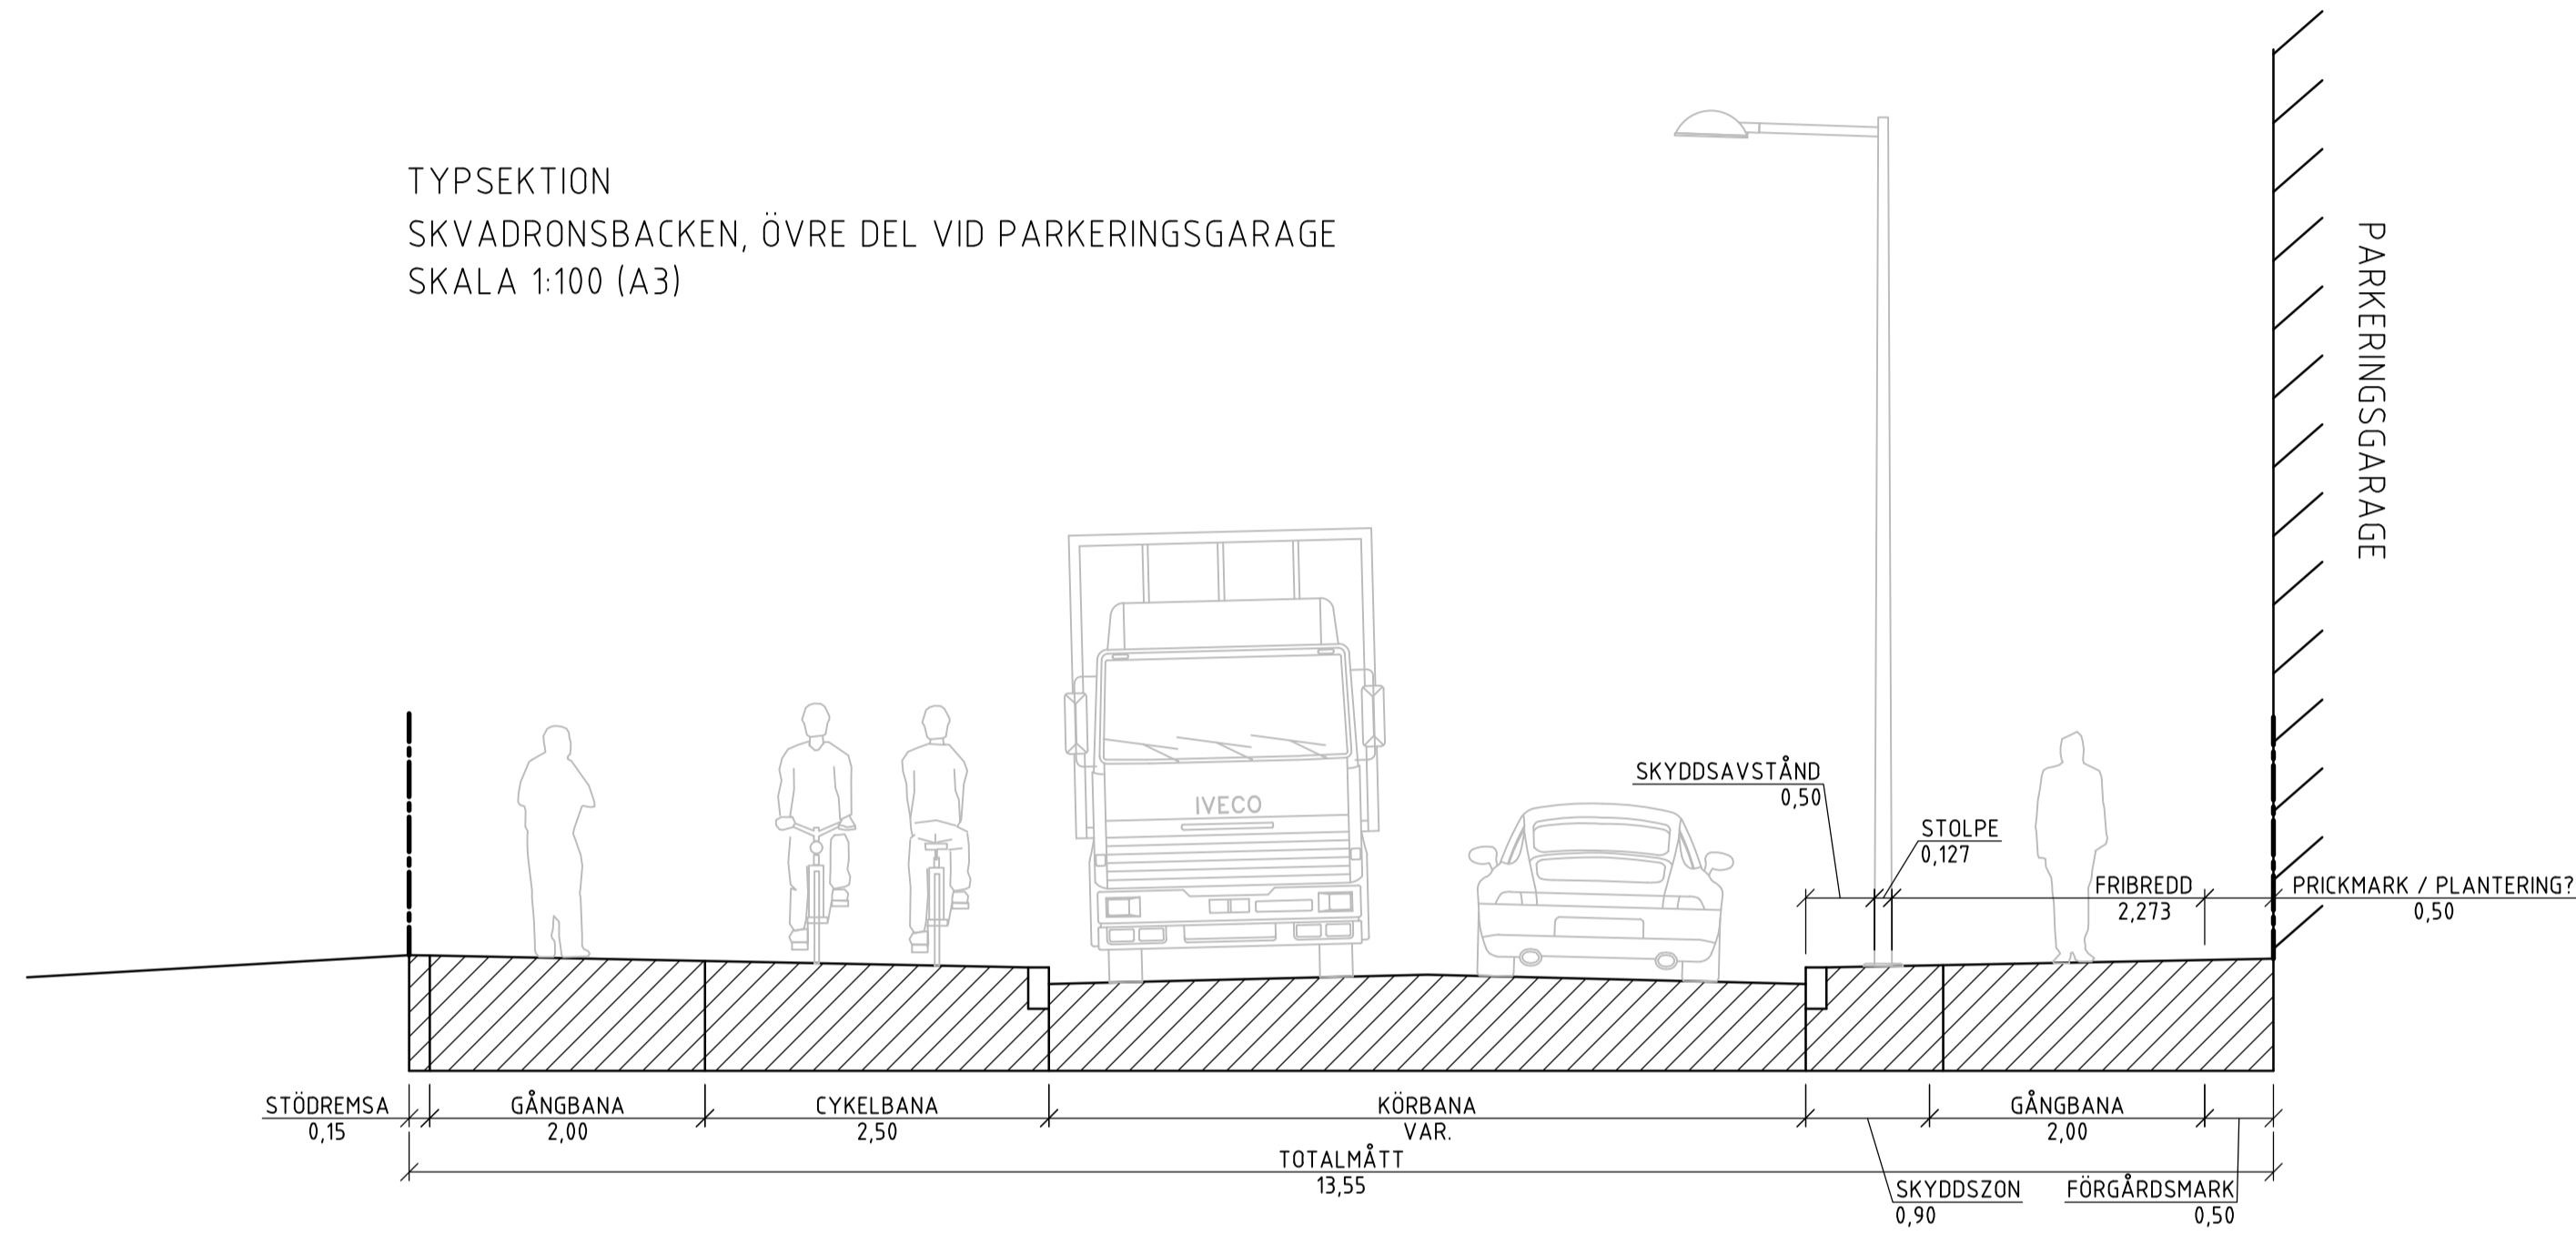 TYPSEKTION
SKVADRONSBACKEN, ÖVRE DEL VID PARKERINGSGARAGE
SKALA 1:100 (A3)
PARKERINGSGARAGE
IVECO
SKYDDSAVSTÅND
0,50
STOLPE
0,127
FRIBREDD
2,273
PRICKMARK / PLANTERING?
0,50
STÖDREMSA
0,15
GÅNGBANA
2,00
CYKELBANA
2,50
KÖRBANA
VAR.
GÅNGBANA
2,00
TOTALMÅTT
13,55
SKYDDSZON
0,90
FÖRGÅRDSMARK
0,50